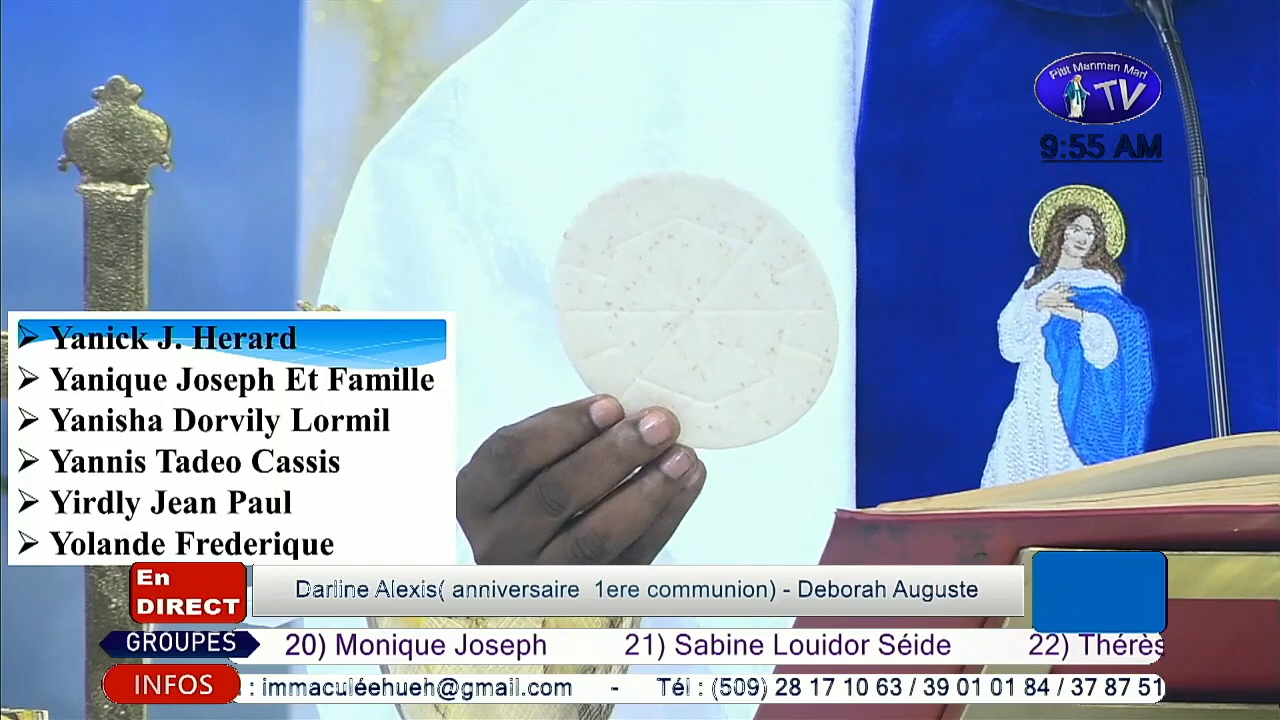 Pitit Manman Mari
TV
9:55 AM
➢ Yanick J. Herard
➢ Yanique Joseph Et Famille
➢ Yanisha Dorvily Lormil
➢ Yannis Tadeo Cassis
➢ Yirdly Jean Paul
➢ Yolande Frederique
En DIRECT
Darline Alexis( anniversaire 1ere communion) - Deborah Auguste
GROUPES
20) Monique Joseph 21) Sabine Louidor Séide 22) Thérès
INFOS
: immaculéehueh@gmail.com - Tél : (509) 28 17 10 63 / 39 01 01 84 / 37 87 51